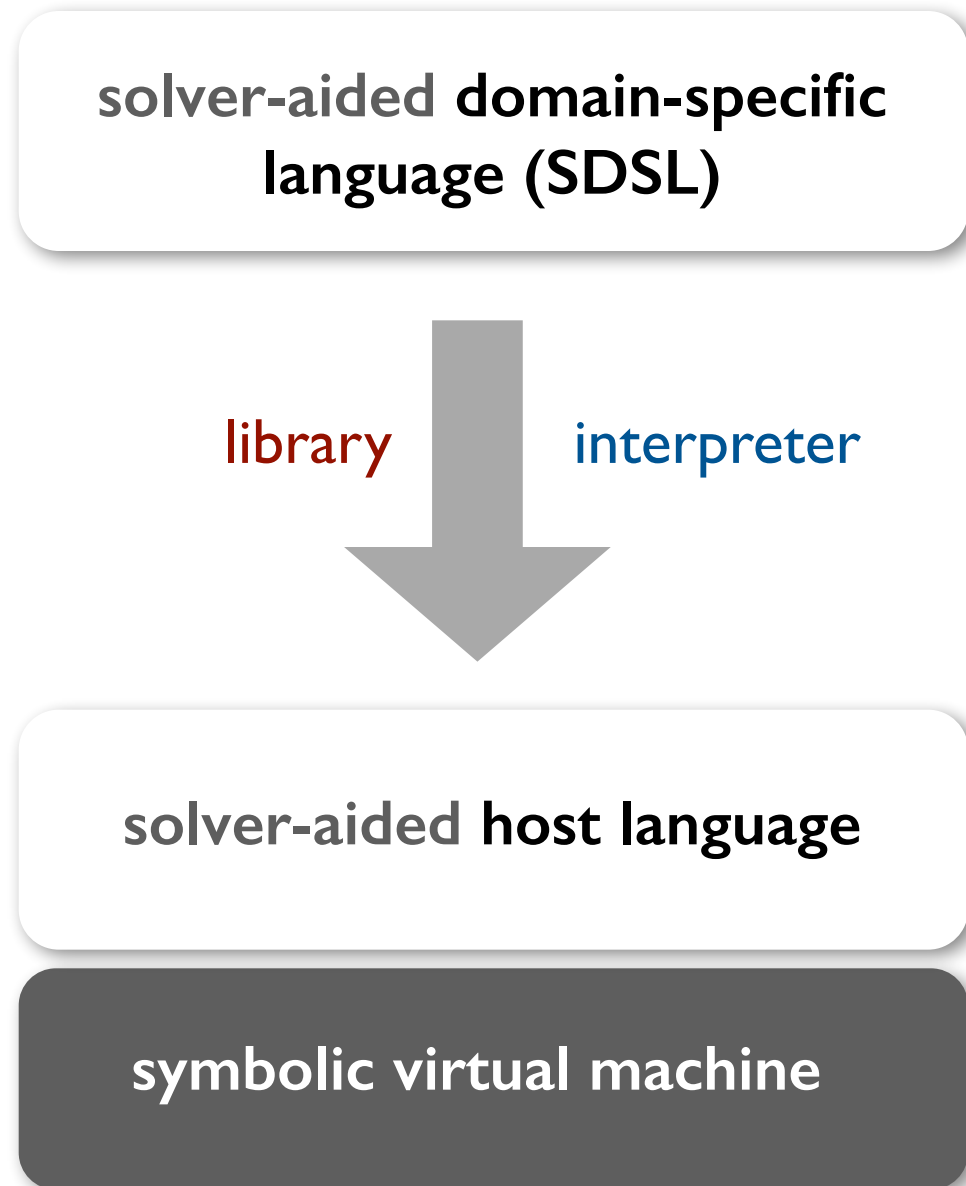 solver-aided domain-specific
language (SDSL)
library
interpreter
solver-aided host language
symbolic virtual machine